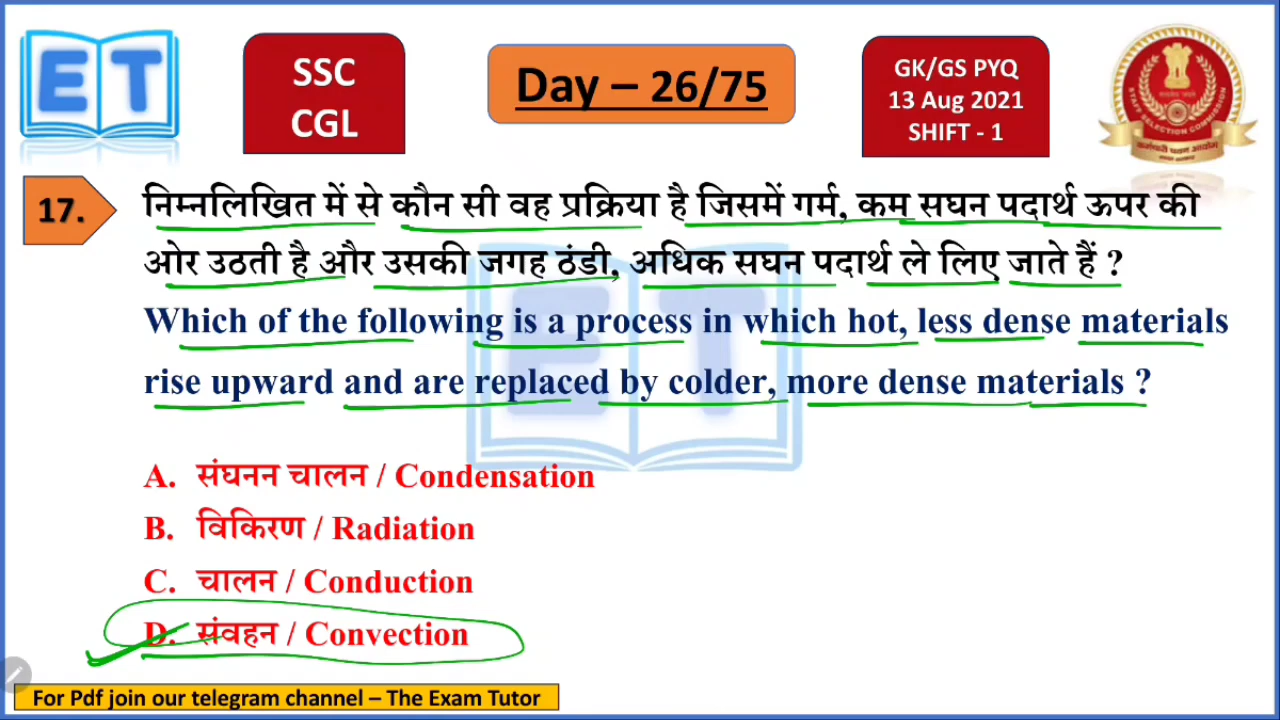 ET
SSC
CGL
Day – 26/75
GK/GS PYQ
13 Aug 2021
SHIFT - 1
STAFF SELECTION COMMISSION
17.
निम्नलिखित में से कौन सी वह प्रक्रिया है जिसमें गर्म, कम सघन पदार्थ ऊपर की
ओर उठती है और उसकी जगह ठंडी, अधिक सघन पदार्थ ले लिए जाते हैं ?
Which of the following is a process in which hot, less dense materials
rise upward and are replaced by colder, more dense materials ?
A. संघनन चालन / Condensation
B. विकिरण / Radiation
C. चालन / Conduction
D. संवहन / Convection
For Pdf join our telegram channel – The Exam Tutor